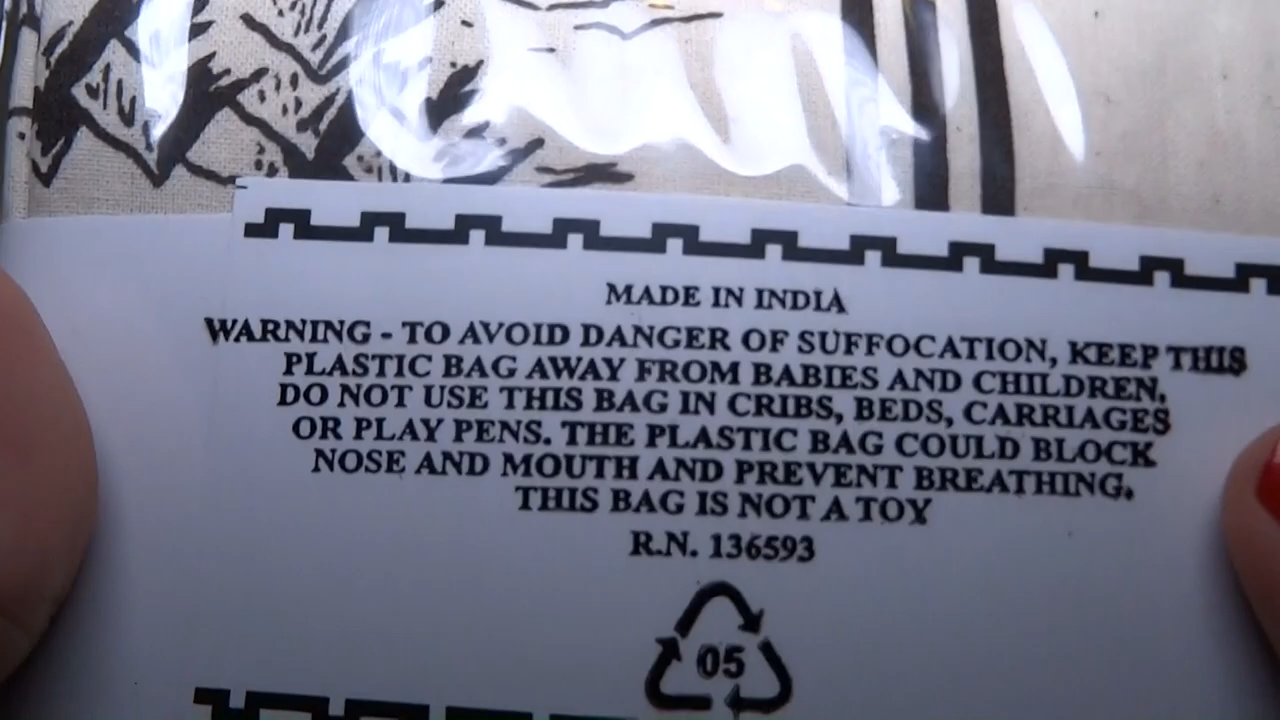 MADE IN INDIA
WARNING - TO AVOID DANGER OF SUFFOCATION, KEEP THIS
PLASTIC BAG AWAY FROM BABIES AND CHILDREN.
DO NOT USE THIS BAG IN CRIBS, BEDS, CARRIAGES
OR PLAY PENS. THE PLASTIC BAG COULD BLOCK
NOSE AND MOUTH AND PREVENT BREATHING.
THIS BAG IS NOT A TOY
R.N. 136593
05